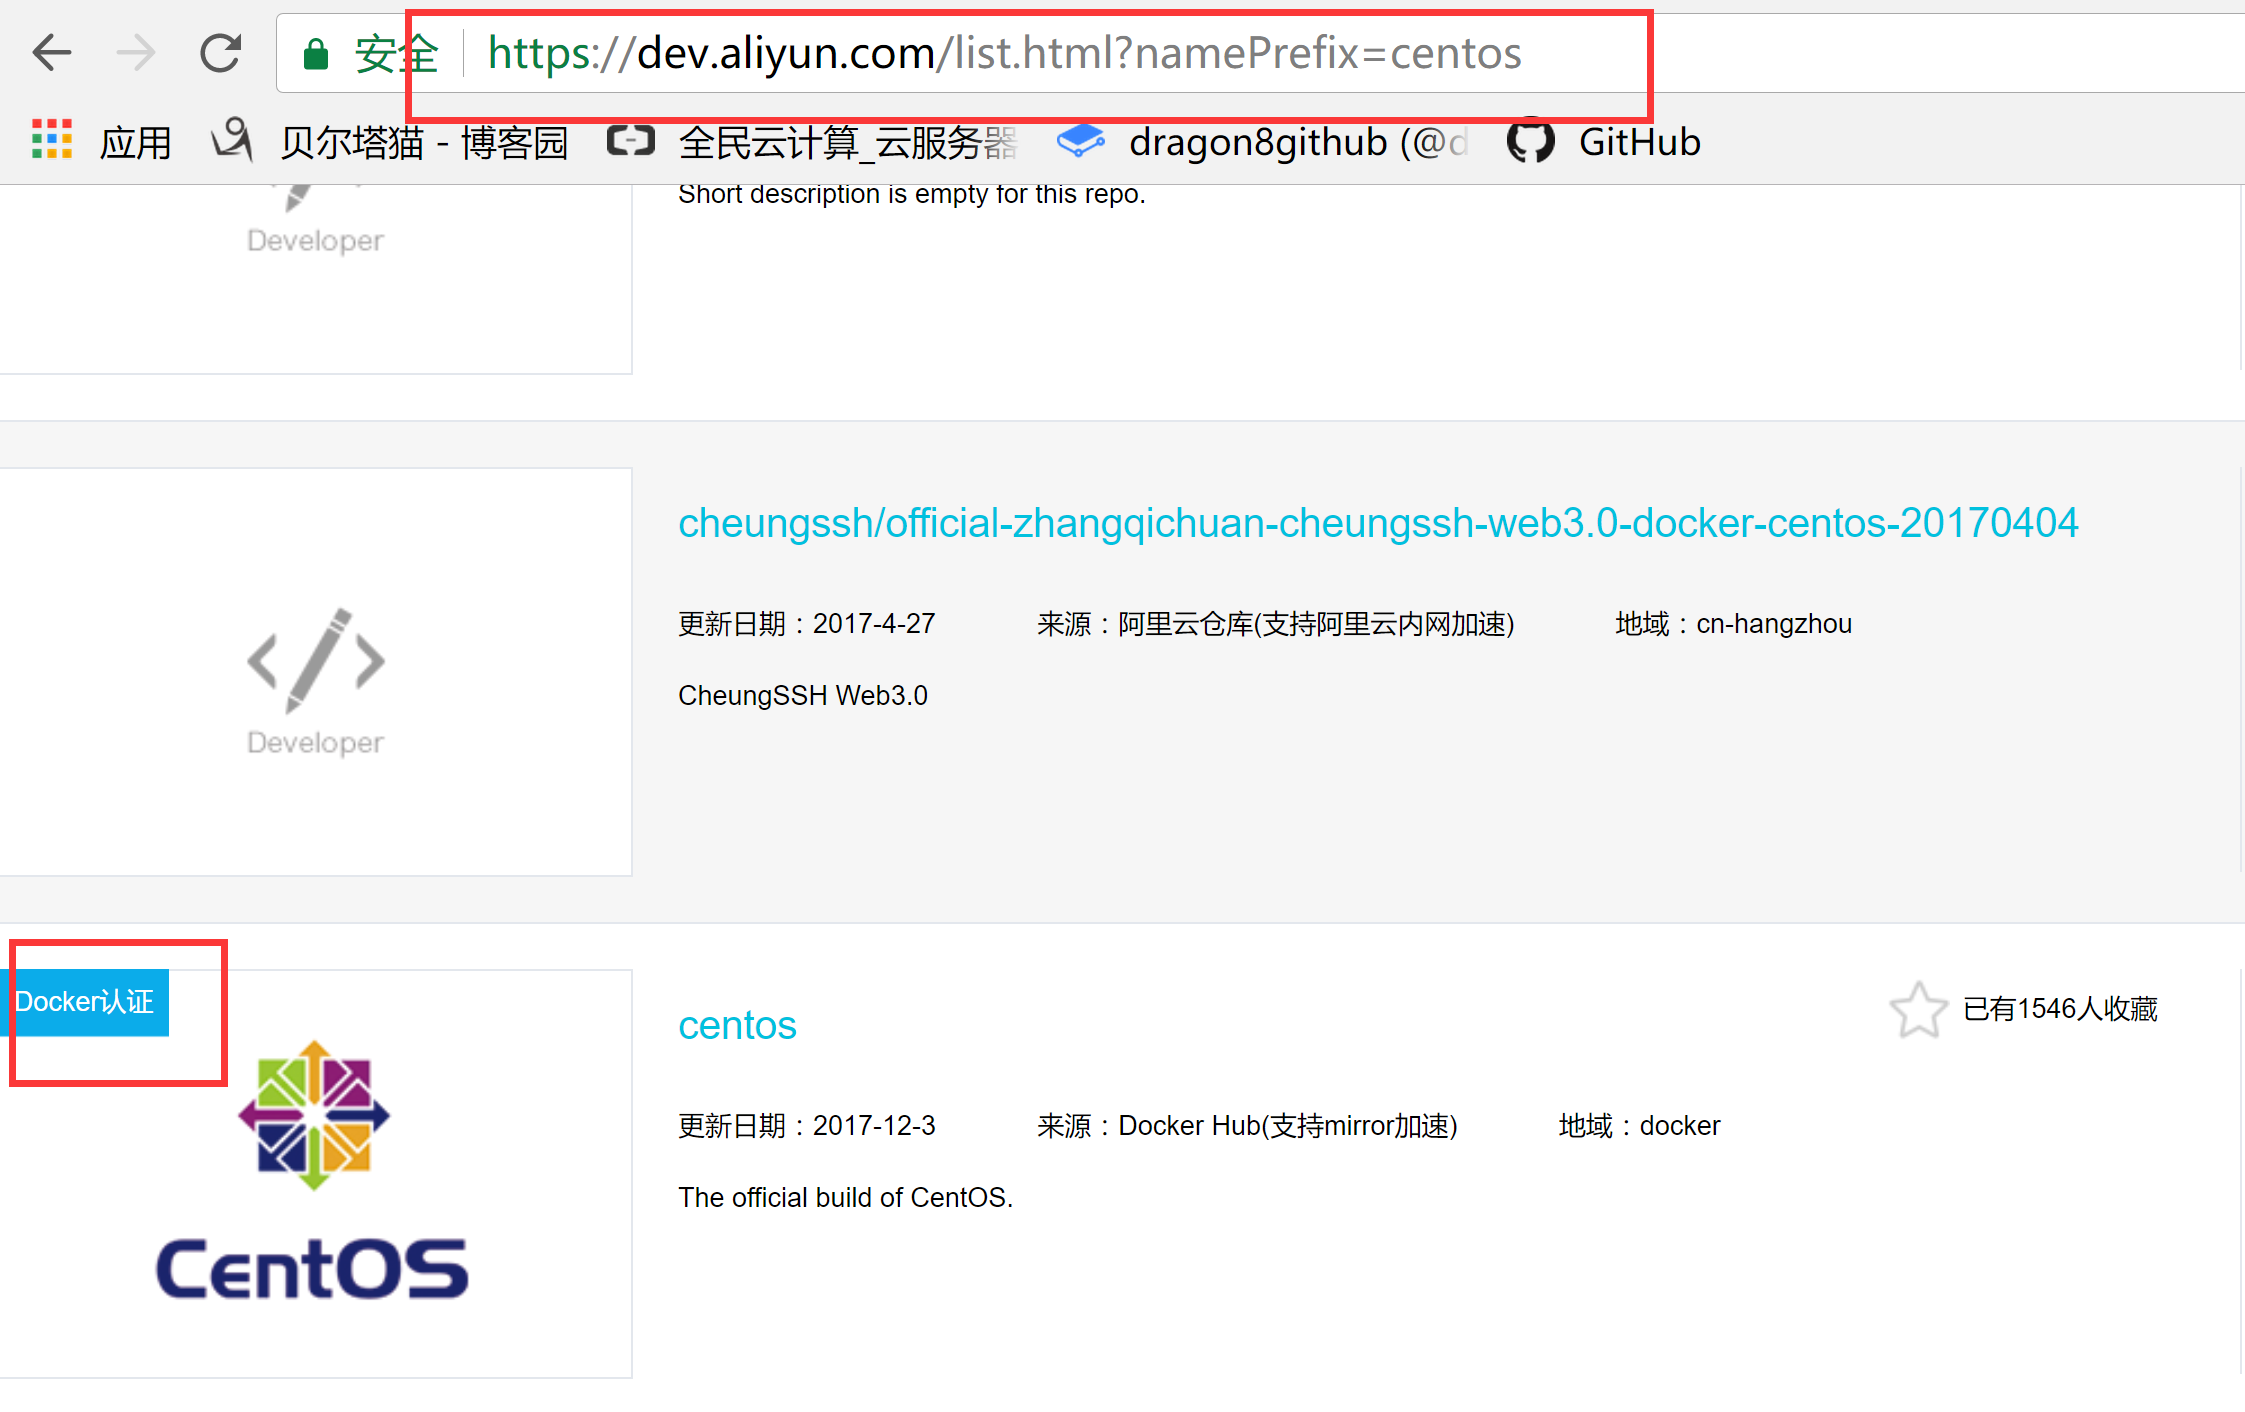 安全 https://dev.aliyun.com/list.html?namePrefix=centos
应用 贝尔塔猫 - 博客园 全民云计算_云服务器 dragon8github (@d GitHub
Short description is empty for this repo.
Developer
cheungssh/official-zhangqichuan-cheungssh-web3.0-docker-centos-20170404
更新日期：2017-4-27 来源：阿里云仓库(支持阿里云内网加速) 地域：cn-hangzhou
CheungSSH Web3.0
Developer
Docker认证
centos
已有1546人收藏
更新日期：2017-12-3 来源：Docker Hub(支持mirror加速) 地域：docker
The official build of CentOS.
CentOS